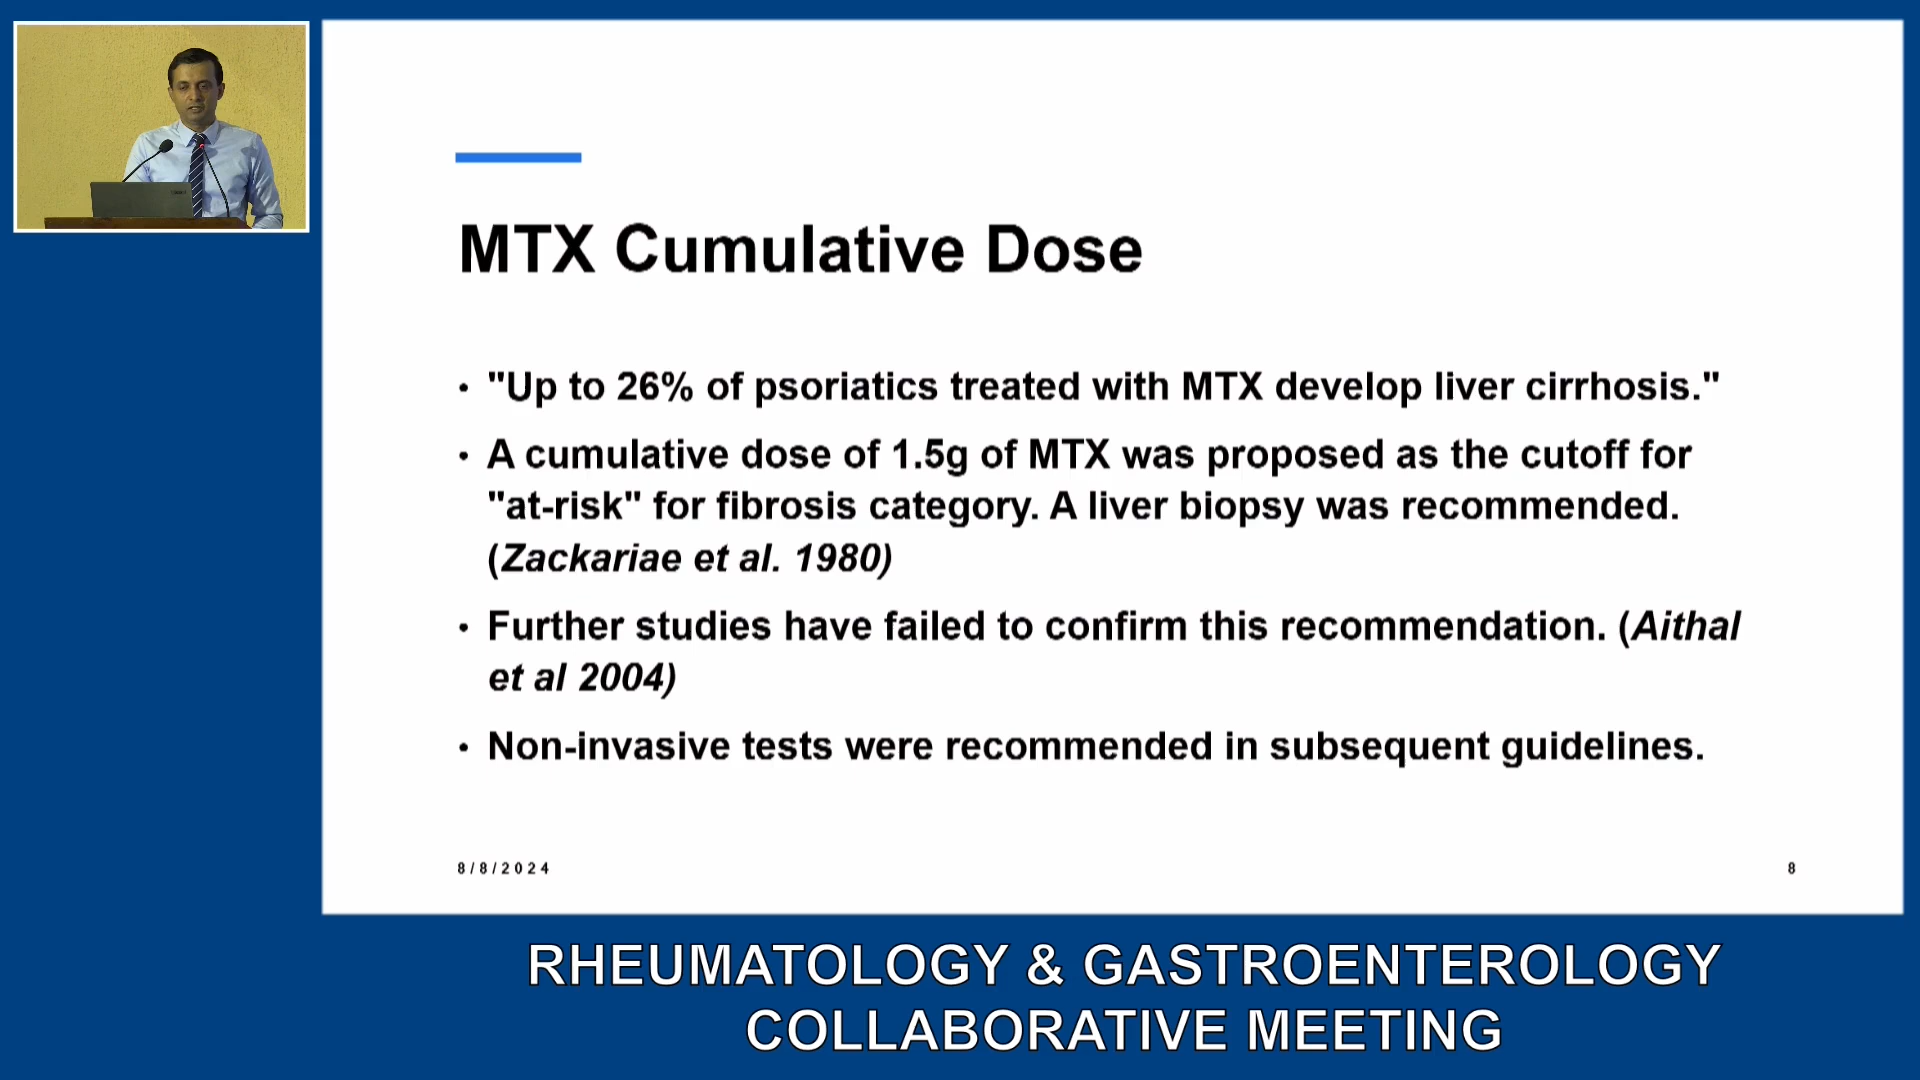 MTX Cumulative Dose
• "Up to 26% of psoriatics treated with MTX develop liver cirrhosis."
• A cumulative dose of 1.5g of MTX was proposed as the cutoff for
"at-risk" for fibrosis category. A liver biopsy was recommended.
(Zackariae et al. 1980)
• Further studies have failed to confirm this recommendation. (Aithal
et al 2004)
• Non-invasive tests were recommended in subsequent guidelines.
8/8/2024
8
RHEUMATOLOGY & GASTROENTEROLOGY
COLLABORATIVE MEETING